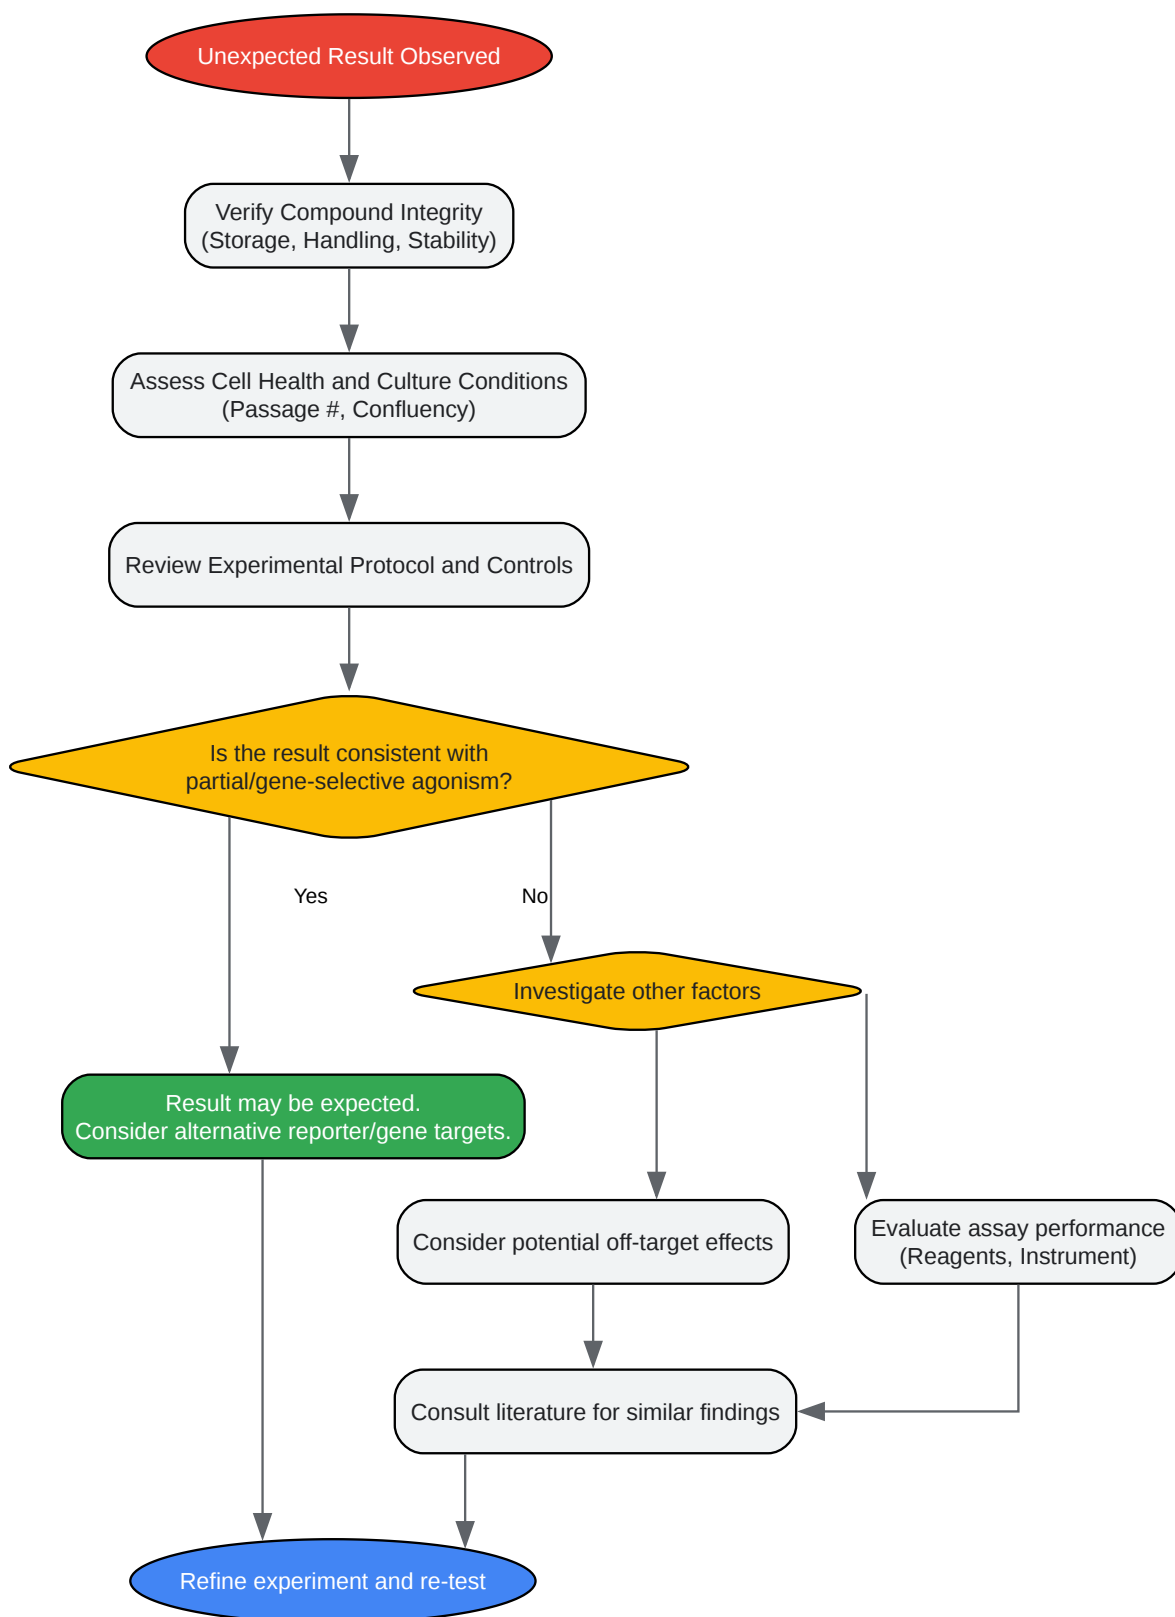 Unexpected Result Observed
Verify Compound Integrity
(Storage, Handling, Stability)
Assess Cell Health and Culture Conditions
(Passage #, Confluency)
Review Experimental Protocol and Controls
Is the result consistent with
partial/gene-selective agonism?
Yes
No
Investigate other factors
Result may be expected.
Consider alternative reporter/gene targets.
Consider potential off-target effects
Evaluate assay performance
(Reagents, Instrument)
Consult literature for similar findings
Refine experiment and re-test